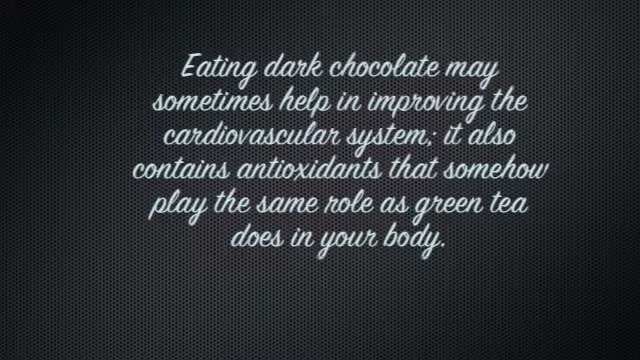 Eating dark chocolate may
sometimes help in improving the
cardiovascular system; it also
contains antioxidants that somehow
play the same role as green tea
does in your body.